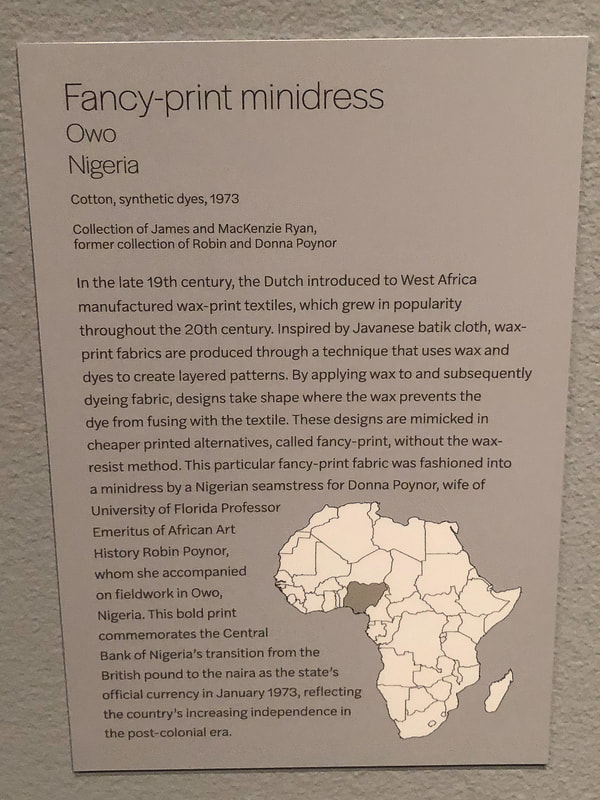 Fancy-print minidress
Owo
Nigeria
Cotton, synthetic dyes, 1973
Collection of James and MacKenzie Ryan,
former collection of Robin and Donna Poynor
In the late 19th century, the Dutch introduced to West Africa
manufactured wax-print textiles, which grew in popularity
throughout the 20th century. Inspired by Javanese batik cloth, wax-
print fabrics are produced through a technique that uses wax and
dyes to create layered patterns. By applying wax to and subsequently
dyeing fabric, designs take shape where the wax prevents the
dye from fusing with the textile. These designs are mimicked in
cheaper printed alternatives, called fancy-print, without the wax-
resist method. This particular fancy-print fabric was fashioned into
a minidress by a Nigerian seamstress for Donna Poynor, wife of
University of Florida Professor
Emeritus of African Art
History Robin Poynor,
whom she accompanied
on fieldwork in Owo,
Nigeria. This bold print
commemorates the Central
Bank of Nigeria's transition from the
British pound to the naira as the state's
official currency in January 1973, reflecting
the country's increasing independence in
the post-colonial era.